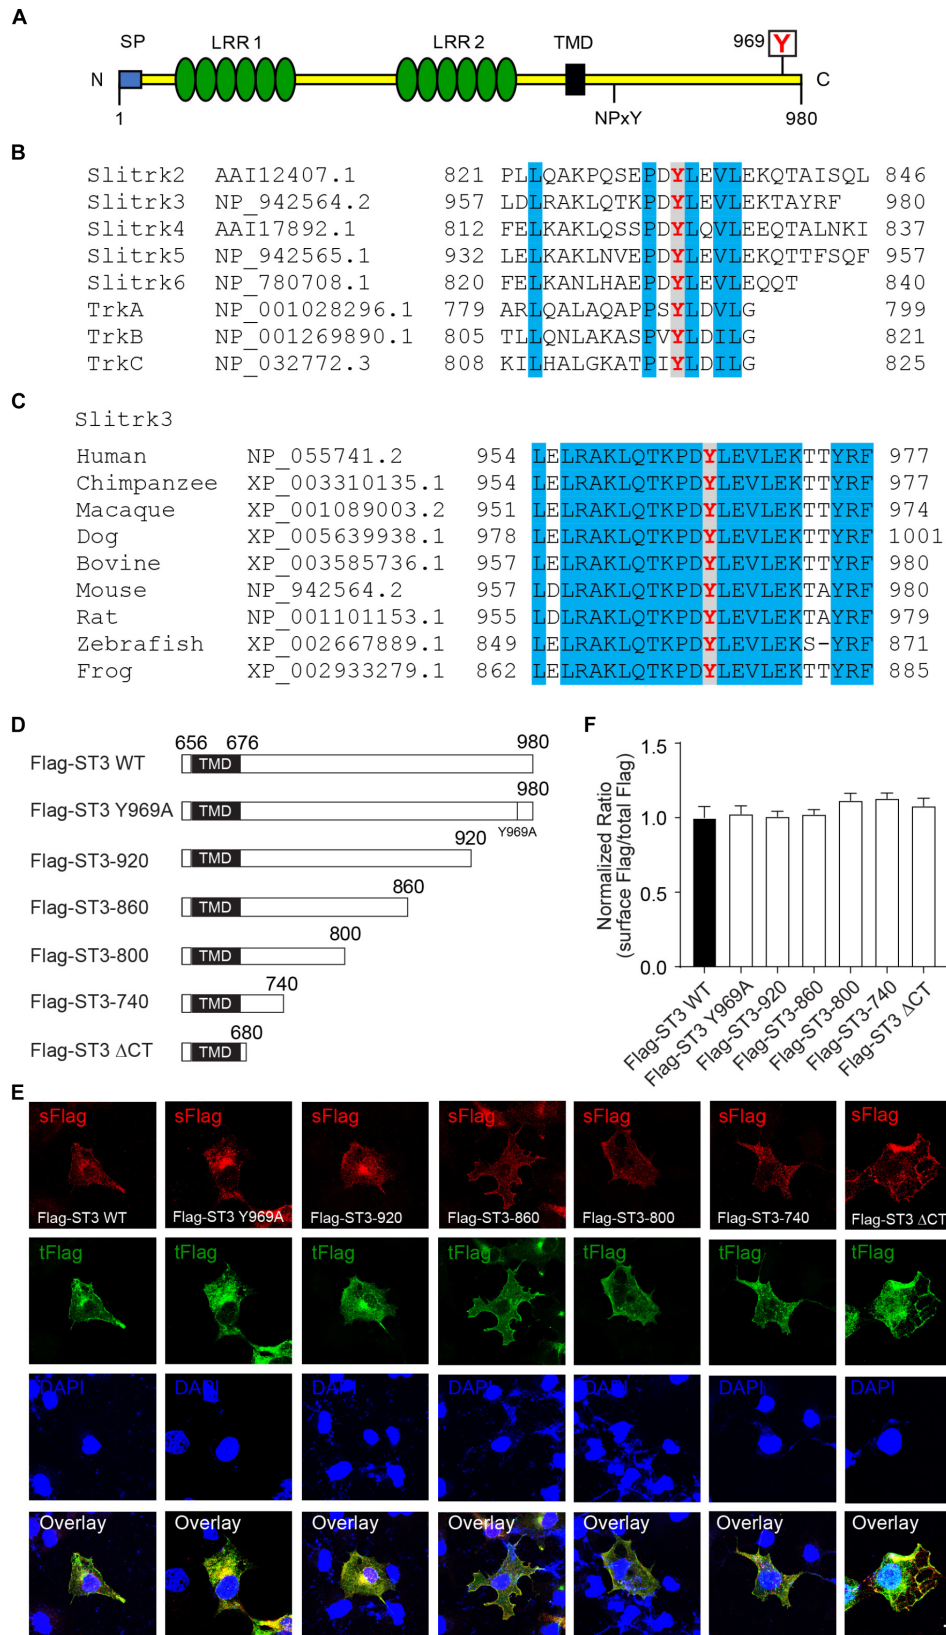 A
SP LRR 1 LRR 2 TMD 969 Y
N C
1 NPxY 980
B
Slitrk2 AAI12407.1 821 PLLQAKPQSEPDYLEVLEKQTAISQL 846
Slitrk3 NP_942564.2 957 LDLRAKLQTKPDYLEVLEKTAYRF 980
Slitrk4 AAI17892.1 812 FELKAKLQSSPDYLQVLEEQTALNKI 837
Slitrk5 NP_942565.1 932 LELKAKLNVEPDYLEVLEKQTTFSQF 957
Slitrk6 NP_780708.1 820 FELKANLHAEPDYLEVLEQQT 840
TrkA NP_001028296.1 779 ARLQALAQAPPSYLDVLG 799
TrkB NP_001269890.1 805 TLLQNLAKASPVYLDILG 821
TrkC NP_032772.3 808 KILHALGKATPIYLDILG 825
C
Slitrk3
Human NP_055741.2 954 LELRAKLQTKPDYLEVLEKTTYRF 977
Chimpanzee XP_003310135.1 954 LELRAKLQTKPDYLEVLEKTTYRF 977
Macaque XP_001089003.2 951 LELRAKLQTKPDYLEVLEKTTYRF 974
Dog XP_005639938.1 978 LELRAKLQTKPDYLEVLEKTTYRF 1001
Bovine XP_003585736.1 957 LELRAKLQTKPDYLEVLEKTTYRF 980
Mouse NP_942564.2 957 LDLRAKLQTKPDYLEVLEKTAYRF 980
Rat NP_001101153.1 955 LDLRAKLQTKPDYLEVLEKTAYRF 979
Zebrafish XP_002667889.1 849 LELRAKLQTKPDYLEVLEKS-YRF 871
Frog XP_002933279.1 862 LELRAKLQTKPDYLEVLEKTTYRF 885
D
656 676 980
Flag-ST3 WT TMD
980
Flag-ST3 Y969A TMD
Y969A
920
Flag-ST3-920 TMD
860
Flag-ST3-860 TMD
800
Flag-ST3-800 TMD
740
Flag-ST3-740 TMD
680
Flag-ST3 ΔCT TMD
F
Normalized Ratio
(surface Flag/total Flag)
1.5
1.0
0.5
0.0
Flag-ST3 WT
Flag-ST3 Y969A
Flag-ST3-920
Flag-ST3-860
Flag-ST3-800
Flag-ST3-740
Flag-ST3 ΔCT
E
sFlag sFlag sFlag sFlag sFlag sFlag sFlag
Flag-ST3 WT Flag-ST3 Y969A Flag-ST3-920 Flag-ST3-860 Flag-ST3-800 Flag-ST3-740 Flag-ST3 ΔCT
tFlag tFlag tFlag tFlag tFlag tFlag tFlag
DAPI DAPI DAPI DAPI DAPI DAPI DAPI
Overlay Overlay Overlay Overlay Overlay Overlay Overlay